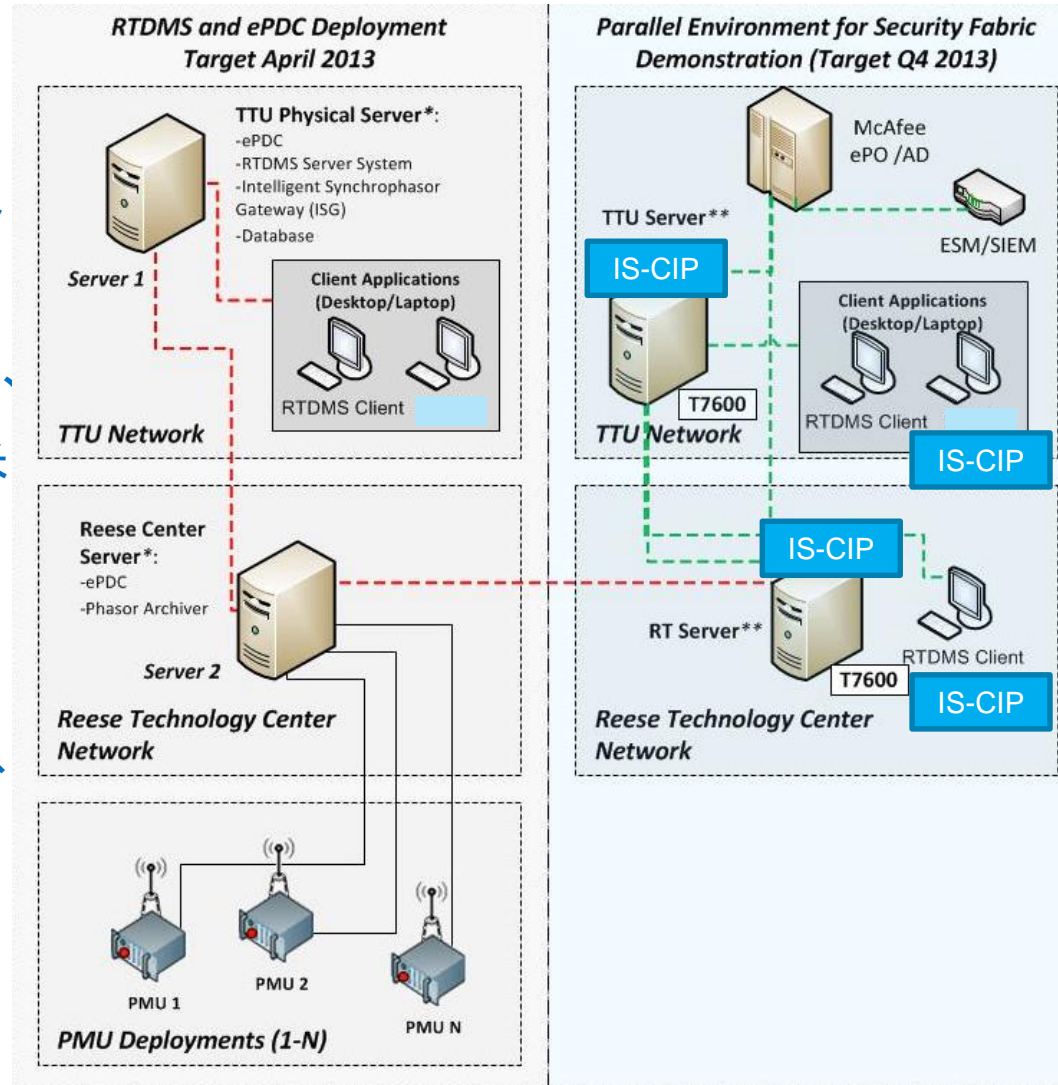 RTDMS and ePDC Deployment
Target April 2013
TTU Physical Server*:
-ePDC
-RTDMS Server System
-Intelligent Synchrophasor
Gateway (ISG)
-Database
Server 1
Client Applications
(Desktop/Laptop)
RTDMS Client
TTU Network
Reese Center
Server*:
-ePDC
-Phasor Archiver
Server 2
Reese Technology Center
Network
PMU 1
PMU 2
PMU N
PMU Deployments (1-N)
Parallel Environment for Security Fabric
Demonstration (Target Q4 2013)
McAfee
ePO /AD
TTU Server**
ESM/SIEM
IS-CIP
Client Applications
(Desktop/Laptop)
T7600
RTDMS Client
TTU Network
IS-CIP
IS-CIP
RT Server**
RTDMS Client
T7600
IS-CIP
Reese Technology Center
Network